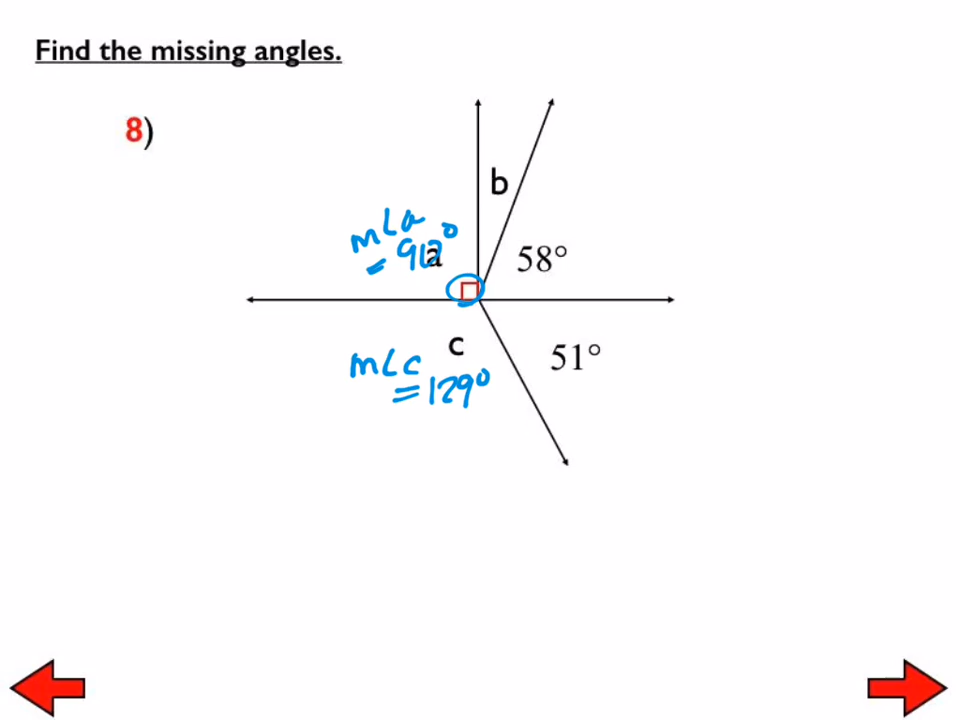 Find the missing angles.
8)
b
m∠a
= 90°
a
58°
c
51°
m∠c
= 129°